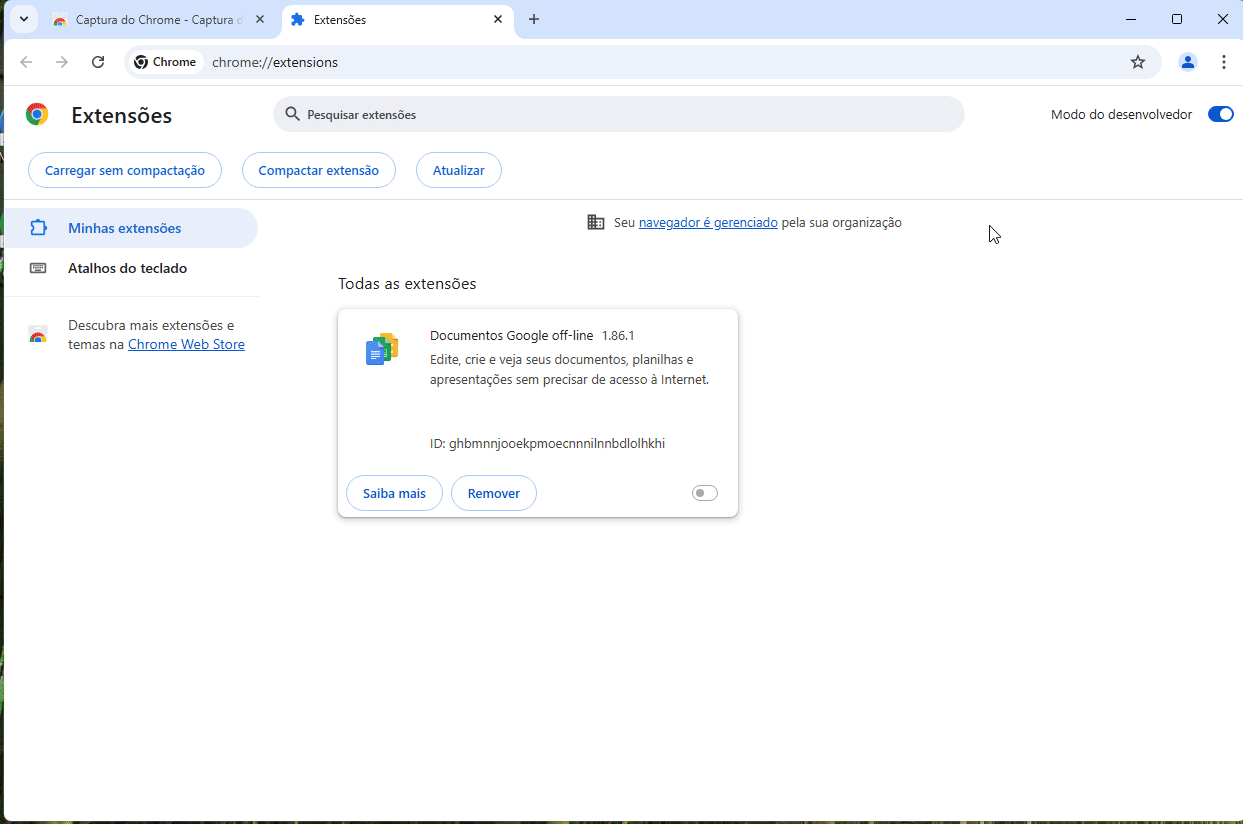 Captura do Chrome - Captura d
Extensões
Chrome
chrome://extensions
Extensões
Pesquisar extensões
Modo do desenvolvedor
Carregar sem compactação
Compactar extensão
Atualizar
Minhas extensões
Atalhos do teclado
Descubra mais extensões e
temas na Chrome Web Store
Seu navegador é gerenciado pela sua organização
Todas as extensões
Documentos Google off-line 1.86.1
Edite, crie e veja seus documentos, planilhas e
apresentações sem precisar de acesso à Internet.
ID: ghbmnnjooekpmoecnnnilnnbdlolhkhi
Saiba mais
Remover